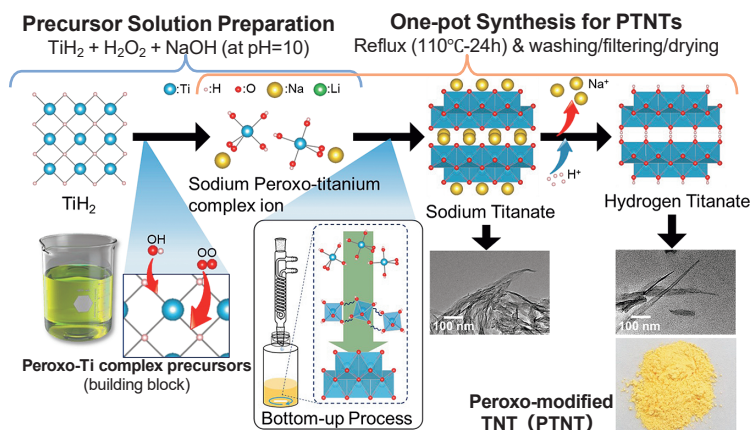 Precursor Solution Preparation
TiH₂ + H₂O₂ + NaOH (at pH=10)
One-pot Synthesis for PTNTs
Reflux (110℃-24h) & washing/filtering/drying
:Ti :H :O :Na :Li
TiH₂
Sodium Peroxo-titanium
complex ion
Sodium Titanate
Na⁺
H⁺
Hydrogen Titanate
OH
OO
Peroxo-Ti complex precursors
(building block)
Bottom-up Process
100 nm
100 nm
Peroxo-modified
TNT (PTNT)